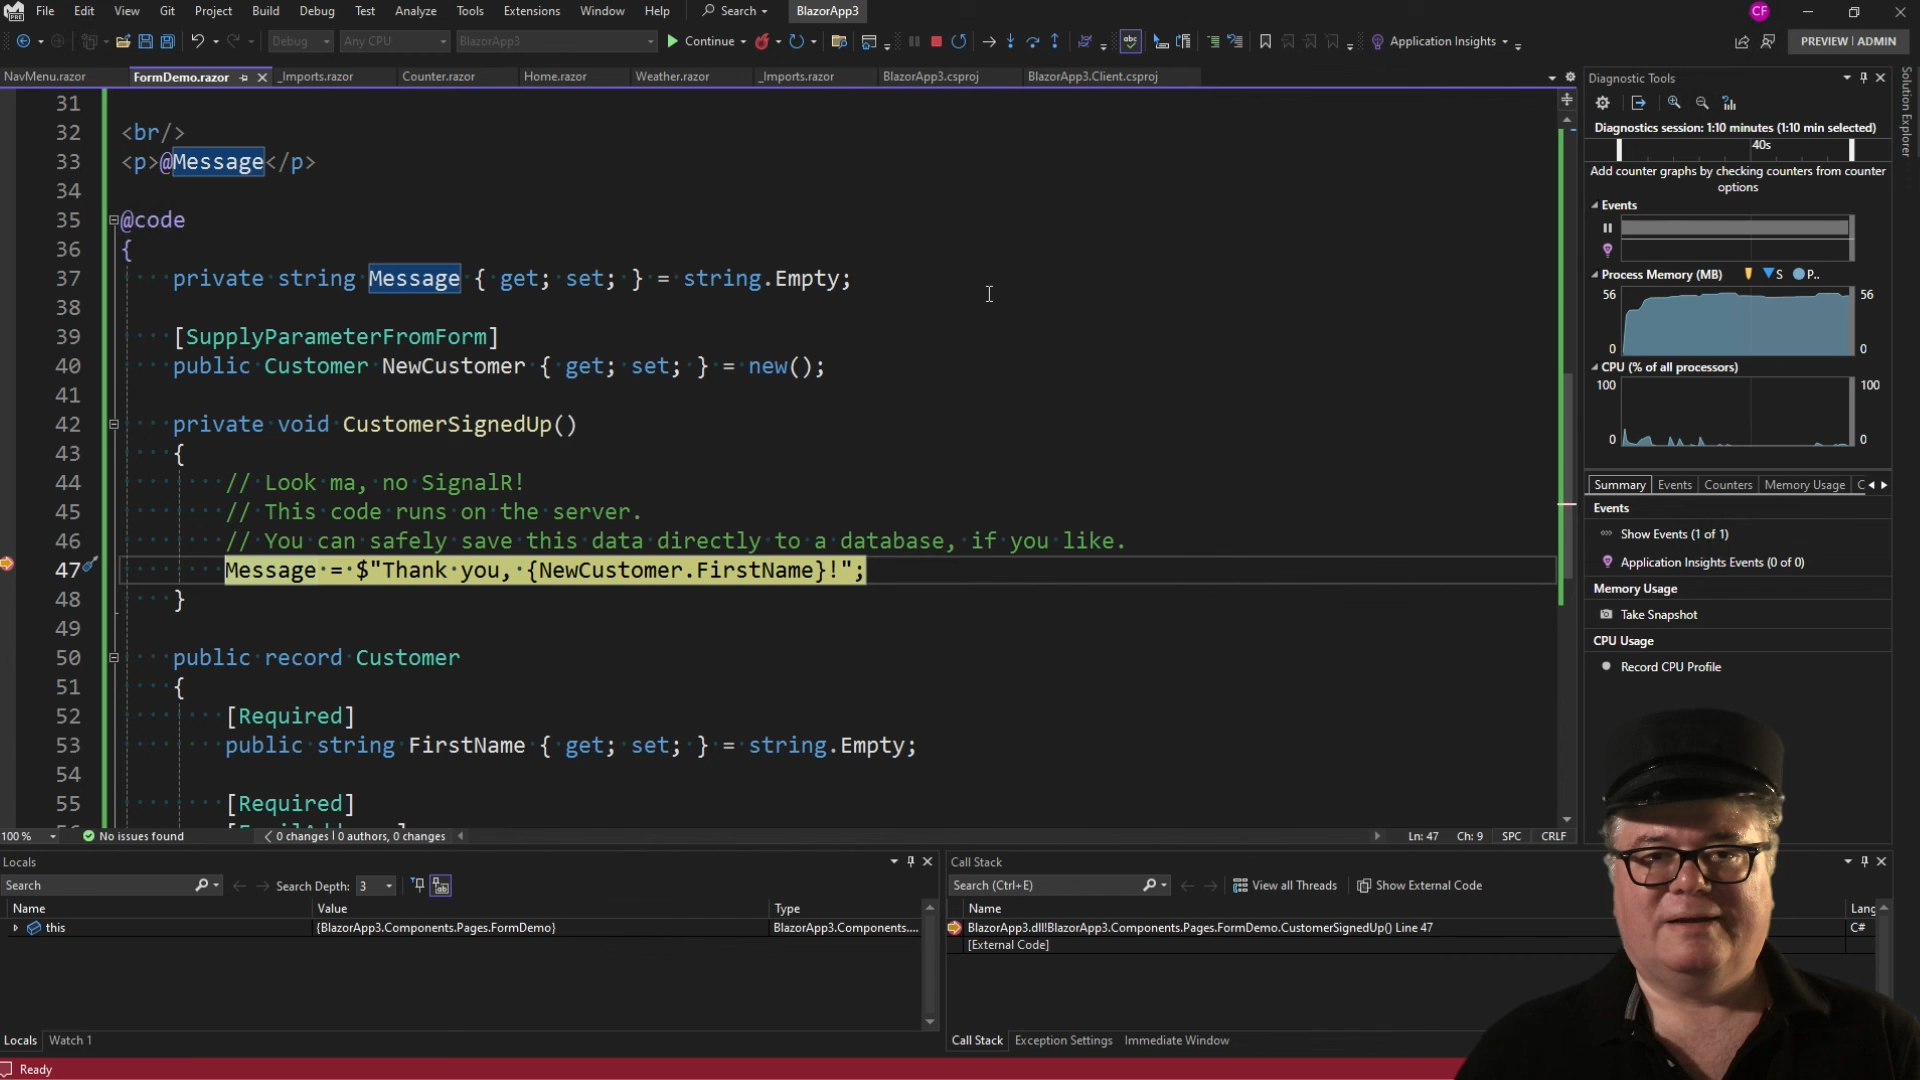 File Edit View Git Project Build Debug Test Analyze Tools Extensions Window Help Search BlazorApp3 CF
Debug Any CPU BlazorApp3 Continue Application Insights PREVIEW | ADMIN
NavMenu.razor FormDemo.razor _Imports.razor Counter.razor Home.razor Weather.razor _Imports.razor BlazorApp3.csproj BlazorApp3.Client.csproj
31
32 <br/>
33 <p>@Message</p>
34
35 @code
36 {
37 private string Message { get; set; } = string.Empty;
38
39 [SupplyParameterFromForm]
40 public Customer NewCustomer { get; set; } = new();
41
42 private void CustomerSignedUp()
43 {
44 // Look ma, no SignalR!
45 // This code runs on the server.
46 // You can safely save this data directly to a database, if you like.
47 Message = $"Thank you, {NewCustomer.FirstName}!";
48 }
49
50 public record Customer
51 {
52 [Required]
53 public string FirstName { get; set; } = string.Empty;
54
55 [Required]
100 % No issues found 0 changes | 0 authors, 0 changes Ln: 47 Ch: 9 SPC CRLF
Diagnostic Tools
Diagnostics session: 1:10 minutes (1:10 min selected)
40s
Add counter graphs by checking counters from counter
options
Events
Process Memory (MB) S P..
56 56
0 0
CPU (% of all processors)
100 100
0 0
Summary Events Counters Memory Usage C
Events
Show Events (1 of 1)
Application Insights Events (0 of 0)
Memory Usage
Take Snapshot
CPU Usage
Record CPU Profile
Solution Explorer
Locals
Search Search Depth: 3
Name Value Type
this {BlazorApp3.Components.Pages.FormDemo} BlazorApp3.Components....
Locals Watch 1
Call Stack
Search (Ctrl+E) View all Threads Show External Code
Name Lang
BlazorApp3.dll!BlazorApp3.Components.Pages.FormDemo.CustomerSignedUp() Line 47 C#
[External Code]
Call Stack Exception Settings Immediate Window
Ready